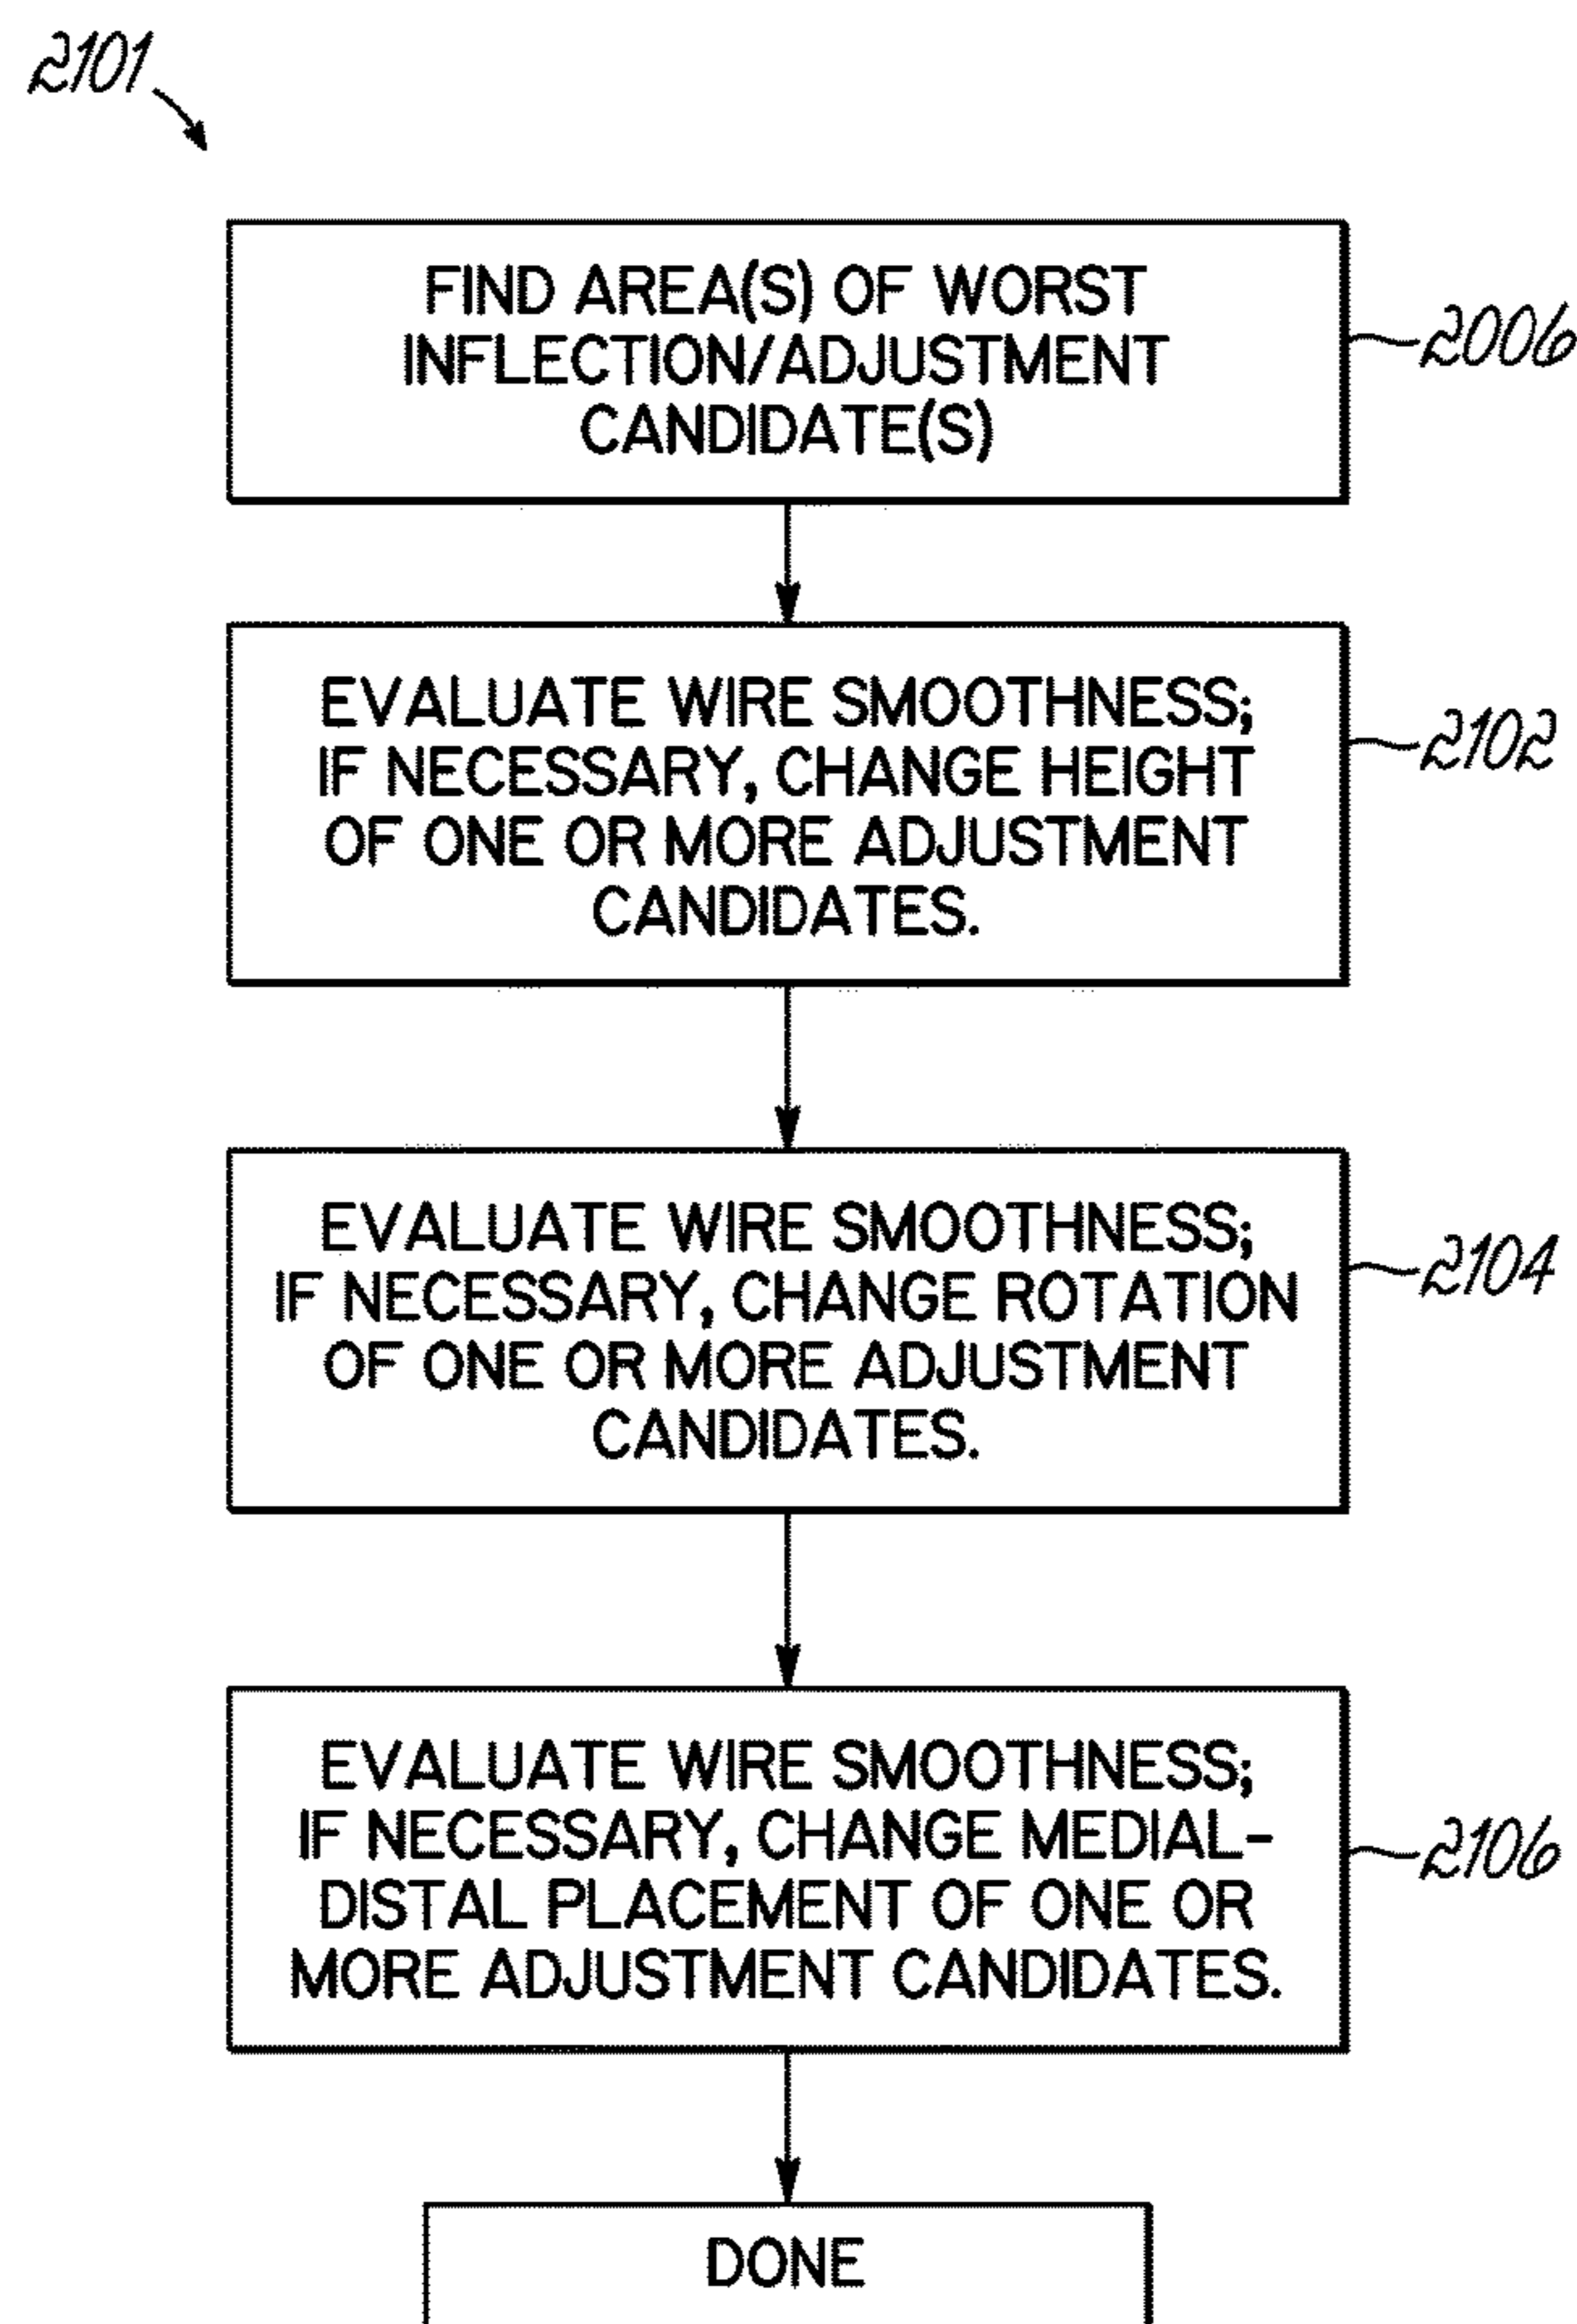 2101
FIND AREA(S) OF WORST
INFLECTION/ADJUSTMENT
CANDIDATE(S)
2006
EVALUATE WIRE SMOOTHNESS;
IF NECESSARY, CHANGE HEIGHT
OF ONE OR MORE ADJUSTMENT
CANDIDATES.
2102
EVALUATE WIRE SMOOTHNESS;
IF NECESSARY, CHANGE ROTATION
OF ONE OR MORE ADJUSTMENT
CANDIDATES.
2104
EVALUATE WIRE SMOOTHNESS;
IF NECESSARY, CHANGE MEDIAL-
DISTAL PLACEMENT OF ONE OR
MORE ADJUSTMENT CANDIDATES.
2106
DONE